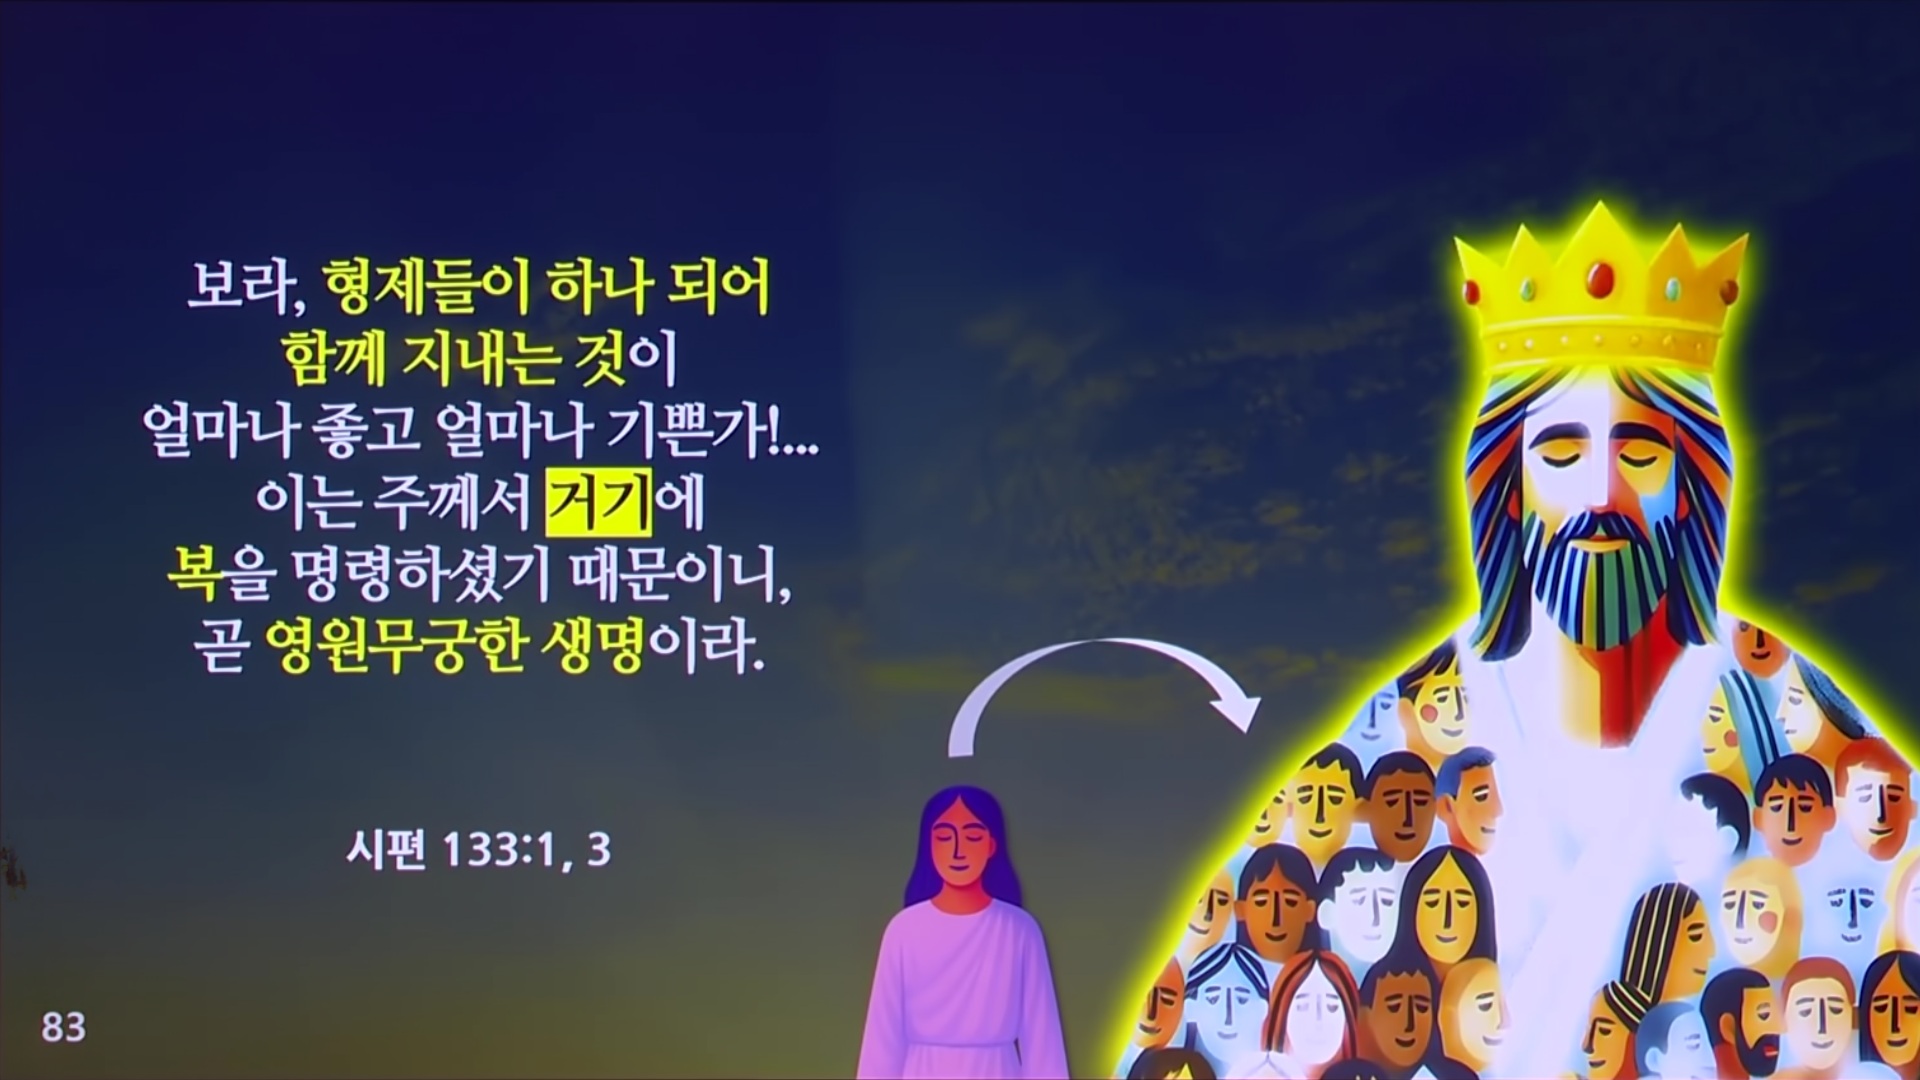 보라, 형제들이 하나 되어
함께 지내는 것이
얼마나 좋고 얼마나 기쁜가!...
이는 주께서 거기에
복을 명령하셨기 때문이니,
곧 영원무궁한 생명이라.
시편 133:1, 3
83